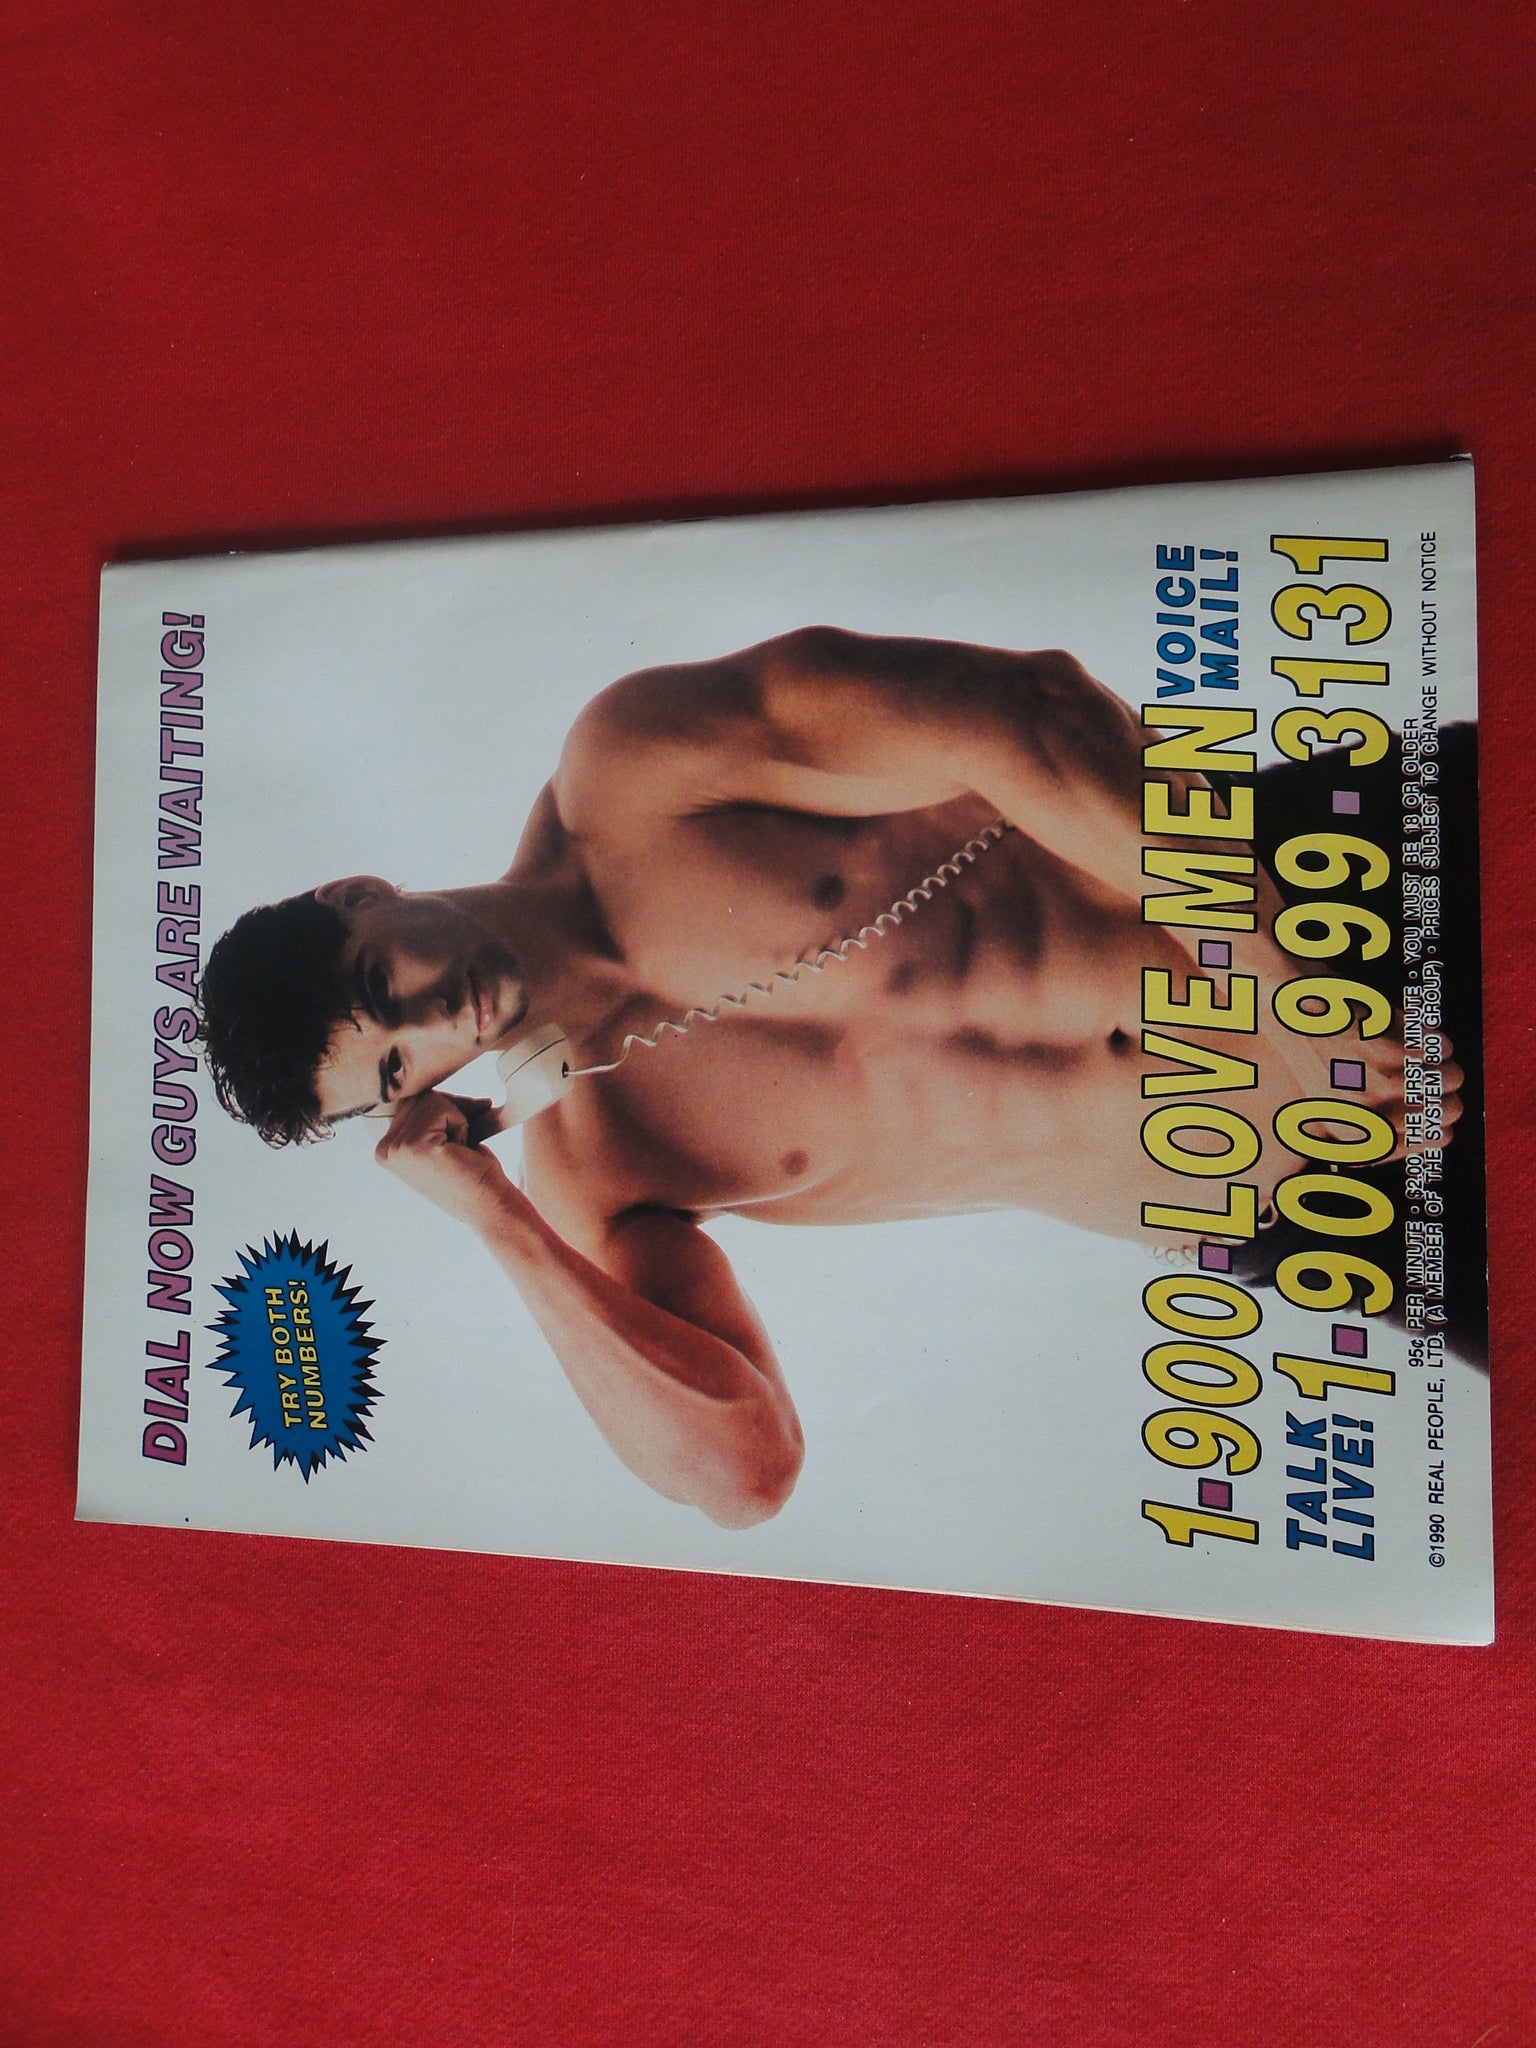 DIAL NOW GUYS ARE WAITING!
TRY BOTH
NUMBERS!
1-900-LOVE-MEN
VOICE
MAIL!
TALK
LIVE!
1-900-999-3131
95¢ PER MINUTE • $2.00 THE FIRST MINUTE • YOU MUST BE 18 OR OLDER
©1990 REAL PEOPLE, LTD. (A MEMBER OF THE SYSTEM 800 GROUP) • PRICES SUBJECT TO CHANGE WITHOUT NOTICE